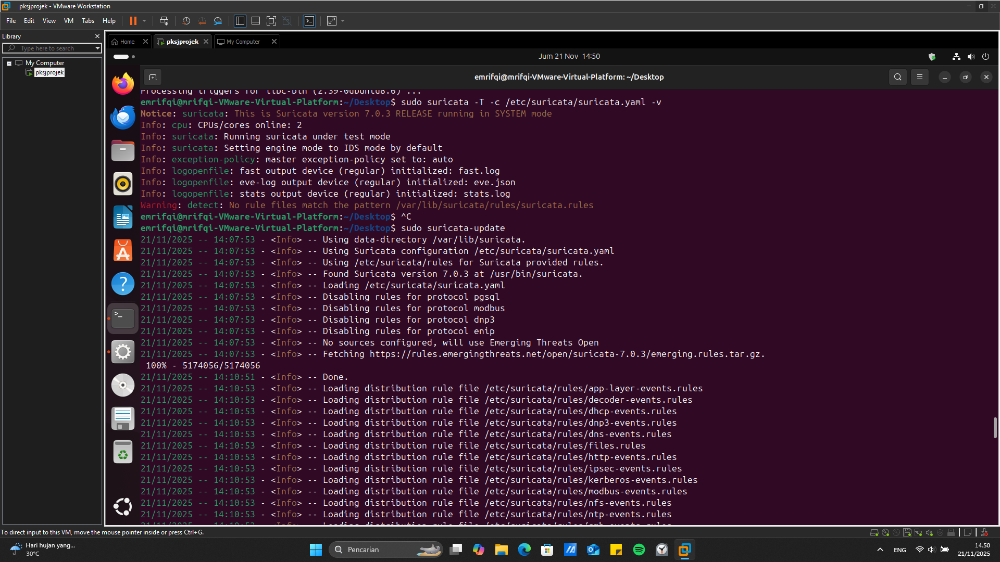 pksjprojek - VMware Workstation
File Edit View VM Tabs Help
Library
Type here to search
My Computer
pksjprojek
Home
pksjprojek
My Computer
Jum 21 Nov 14:50
emrifqi@mrifqi-VMware-Virtual-Platform: ~/Desktop
Processing triggers for libc-bin (2.39-0ubuntu8.6) ...
emrifqi@mrifqi-VMware-Virtual-Platform:~/Desktop$ sudo suricata -T -c /etc/suricata/suricata.yaml -v
Notice: suricata: This is Suricata version 7.0.3 RELEASE running in SYSTEM mode
Info: cpu: CPUs/cores online: 2
Info: suricata: Running suricata under test mode
Info: suricata: Setting engine mode to IDS mode by default
Info: exception-policy: master exception-policy set to: auto
Info: logopenfile: fast output device (regular) initialized: fast.log
Info: logopenfile: eve-log output device (regular) initialized: eve.json
Info: logopenfile: stats output device (regular) initialized: stats.log
Warning: detect: No rule files match the pattern /var/lib/suricata/rules/suricata.rules
emrifqi@mrifqi-VMware-Virtual-Platform:~/Desktop$ ^C
emrifqi@mrifqi-VMware-Virtual-Platform:~/Desktop$ sudo suricata-update
21/11/2025 -- 14:07:53 - <Info> -- Using data-directory /var/lib/suricata.
21/11/2025 -- 14:07:53 - <Info> -- Using Suricata configuration /etc/suricata/suricata.yaml
21/11/2025 -- 14:07:53 - <Info> -- Using /etc/suricata/rules for Suricata provided rules.
21/11/2025 -- 14:07:53 - <Info> -- Found Suricata version 7.0.3 at /usr/bin/suricata.
21/11/2025 -- 14:07:53 - <Info> -- Loading /etc/suricata/suricata.yaml
21/11/2025 -- 14:07:53 - <Info> -- Disabling rules for protocol pgsql
21/11/2025 -- 14:07:53 - <Info> -- Disabling rules for protocol modbus
21/11/2025 -- 14:07:53 - <Info> -- Disabling rules for protocol dnp3
21/11/2025 -- 14:07:53 - <Info> -- Disabling rules for protocol enip
21/11/2025 -- 14:07:53 - <Info> -- No sources configured, will use Emerging Threats Open
21/11/2025 -- 14:07:53 - <Info> -- Fetching https://rules.emergingthreats.net/open/suricata-7.0.3/emerging.rules.tar.gz.
100% - 5174056/5174056
21/11/2025 -- 14:10:51 - <Info> -- Done.
21/11/2025 -- 14:10:53 - <Info> -- Loading distribution rule file /etc/suricata/rules/app-layer-events.rules
21/11/2025 -- 14:10:53 - <Info> -- Loading distribution rule file /etc/suricata/rules/decoder-events.rules
21/11/2025 -- 14:10:53 - <Info> -- Loading distribution rule file /etc/suricata/rules/dhcp-events.rules
21/11/2025 -- 14:10:53 - <Info> -- Loading distribution rule file /etc/suricata/rules/dnp3-events.rules
21/11/2025 -- 14:10:53 - <Info> -- Loading distribution rule file /etc/suricata/rules/dns-events.rules
21/11/2025 -- 14:10:53 - <Info> -- Loading distribution rule file /etc/suricata/rules/files.rules
21/11/2025 -- 14:10:53 - <Info> -- Loading distribution rule file /etc/suricata/rules/http-events.rules
21/11/2025 -- 14:10:53 - <Info> -- Loading distribution rule file /etc/suricata/rules/ipsec-events.rules
21/11/2025 -- 14:10:53 - <Info> -- Loading distribution rule file /etc/suricata/rules/kerberos-events.rules
21/11/2025 -- 14:10:53 - <Info> -- Loading distribution rule file /etc/suricata/rules/modbus-events.rules
21/11/2025 -- 14:10:53 - <Info> -- Loading distribution rule file /etc/suricata/rules/nfs-events.rules
21/11/2025 -- 14:10:53 - <Info> -- Loading distribution rule file /etc/suricata/rules/ntp-events.rules
To direct input to this VM, move the mouse pointer inside or press Ctrl+G.
Hari hujan yang...
30°C
Pencarian
ENG
14.50
21/11/2025